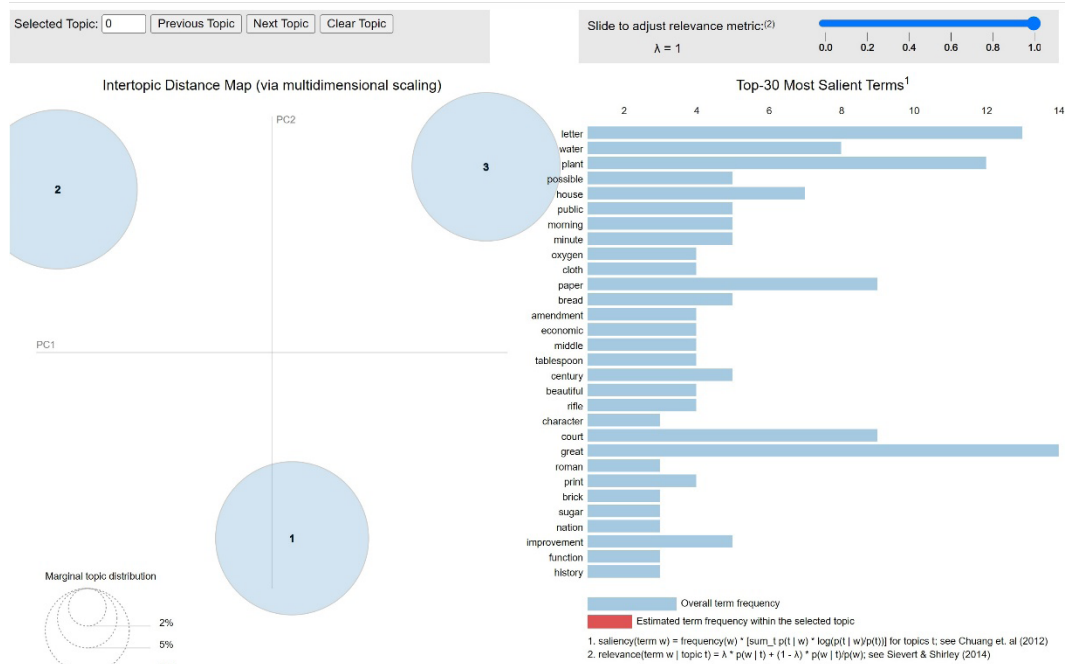 Selected Topic: 0 Previous Topic Next Topic Clear Topic
Slide to adjust relevance metric:(2)
λ = 1
0.0 0.2 0.4 0.6 0.8 1.0
Intertopic Distance Map (via multidimensional scaling)
PC2
PC1
2
3
1
Marginal topic distribution
2%
5%
Top-30 Most Salient Terms1
2 4 6 8 10 12 14
letter
water
plant
possible
house
public
morning
minute
oxygen
cloth
paper
bread
amendment
economic
middle
tablespoon
century
beautiful
rifle
character
court
great
roman
print
brick
sugar
nation
improvement
function
history
Overall term frequency
Estimated term frequency within the selected topic
1. saliency(term w) = frequency(w) * [sum_t p(t | w) * log(p(t | w)/p(t))] for topics t; see Chuang et. al (2012)
2. relevance(term w | topic t) = λ * p(w | t) + (1 - λ) * p(w | t)/p(w); see Sievert & Shirley (2014)